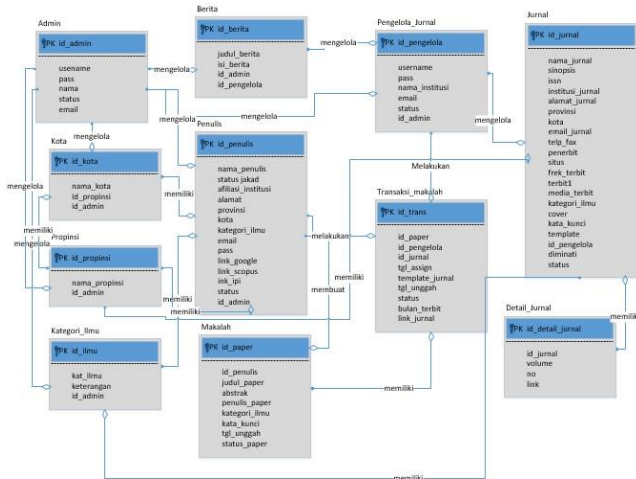 Admin
PK id_admin
usename
pass
nama
status
email
Berita
PK id_berita
judul_berita
isi_berita
id_admin
id_pengelola
Pengelola_Jurnal
PK id_pengelola
username
pass
nama_institusi
email
status
id_admin
Jurnal
PK id_jurnal
nama_jurnal
sinopsis
issn
institusi_jurnal
alamat_jurnal
provinsi
kota
email_jurnal
telp_fax
penerbit
situs
frek_terbit
terbit1
media_terbit
kategori_ilmu
cover
kata_kunci
template
id_pengelola
diminati
status
Kota
PK id_kota
nama_kota
id_propinsi
id_admin
Penulis
PK id_penulis
nama_penulis
status jakad
afiliasi_institusi
alamat
provinsi
kota
kategori_ilmu
email
pass
link_google
link_scopus
ink_ipi
status
id_admin
Transaksi_makalah
PK id_trans
id_paper
id_pengelola
id_jurnal
tgl_assign
template_jurnal
tgl_unggah
status
bulan_terbit
link_jurnal
Propinsi
PK id_propinsi
nama_propinsi
id_admin
Kategori_Ilmu
PK id_ilmu
kat_ilmu
keterangan
id_admin
Makalah
PK id_paper
id_penulis
judul_paper
abstrak
penulis_paper
kategori_ilmu
kata_kunci
tgl_unggah
status_paper
Detail_Jurnal
PK id_detail_jurnal
id_jurnal
volume
no
link
mengelola
mengelola
mengelola
mengelola
mengelola
mengelola
mengelola
mengelola
memiliki
memiliki
memiliki
memiliki
memiliki
memiliki
memiliki
memiliki
melakukan
Melakukan
membuat